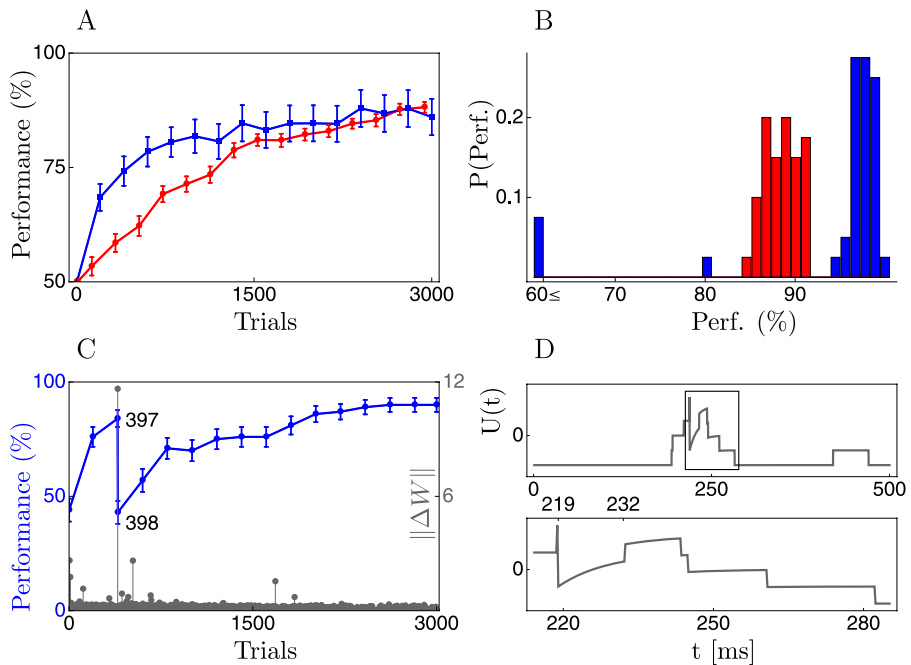 A
Performance (%)
100
75
50
0
1500
3000
Trials
B
P(Perf.)
0.2
0.1
60≤
70
80
90
Perf. (%)
C
Performance (%)
100
50
0
397
398
12
6
||ΔW||
0
1500
3000
Trials
D
U(t)
0
0
250
500
219
232
0
220
250
280
t [ms]